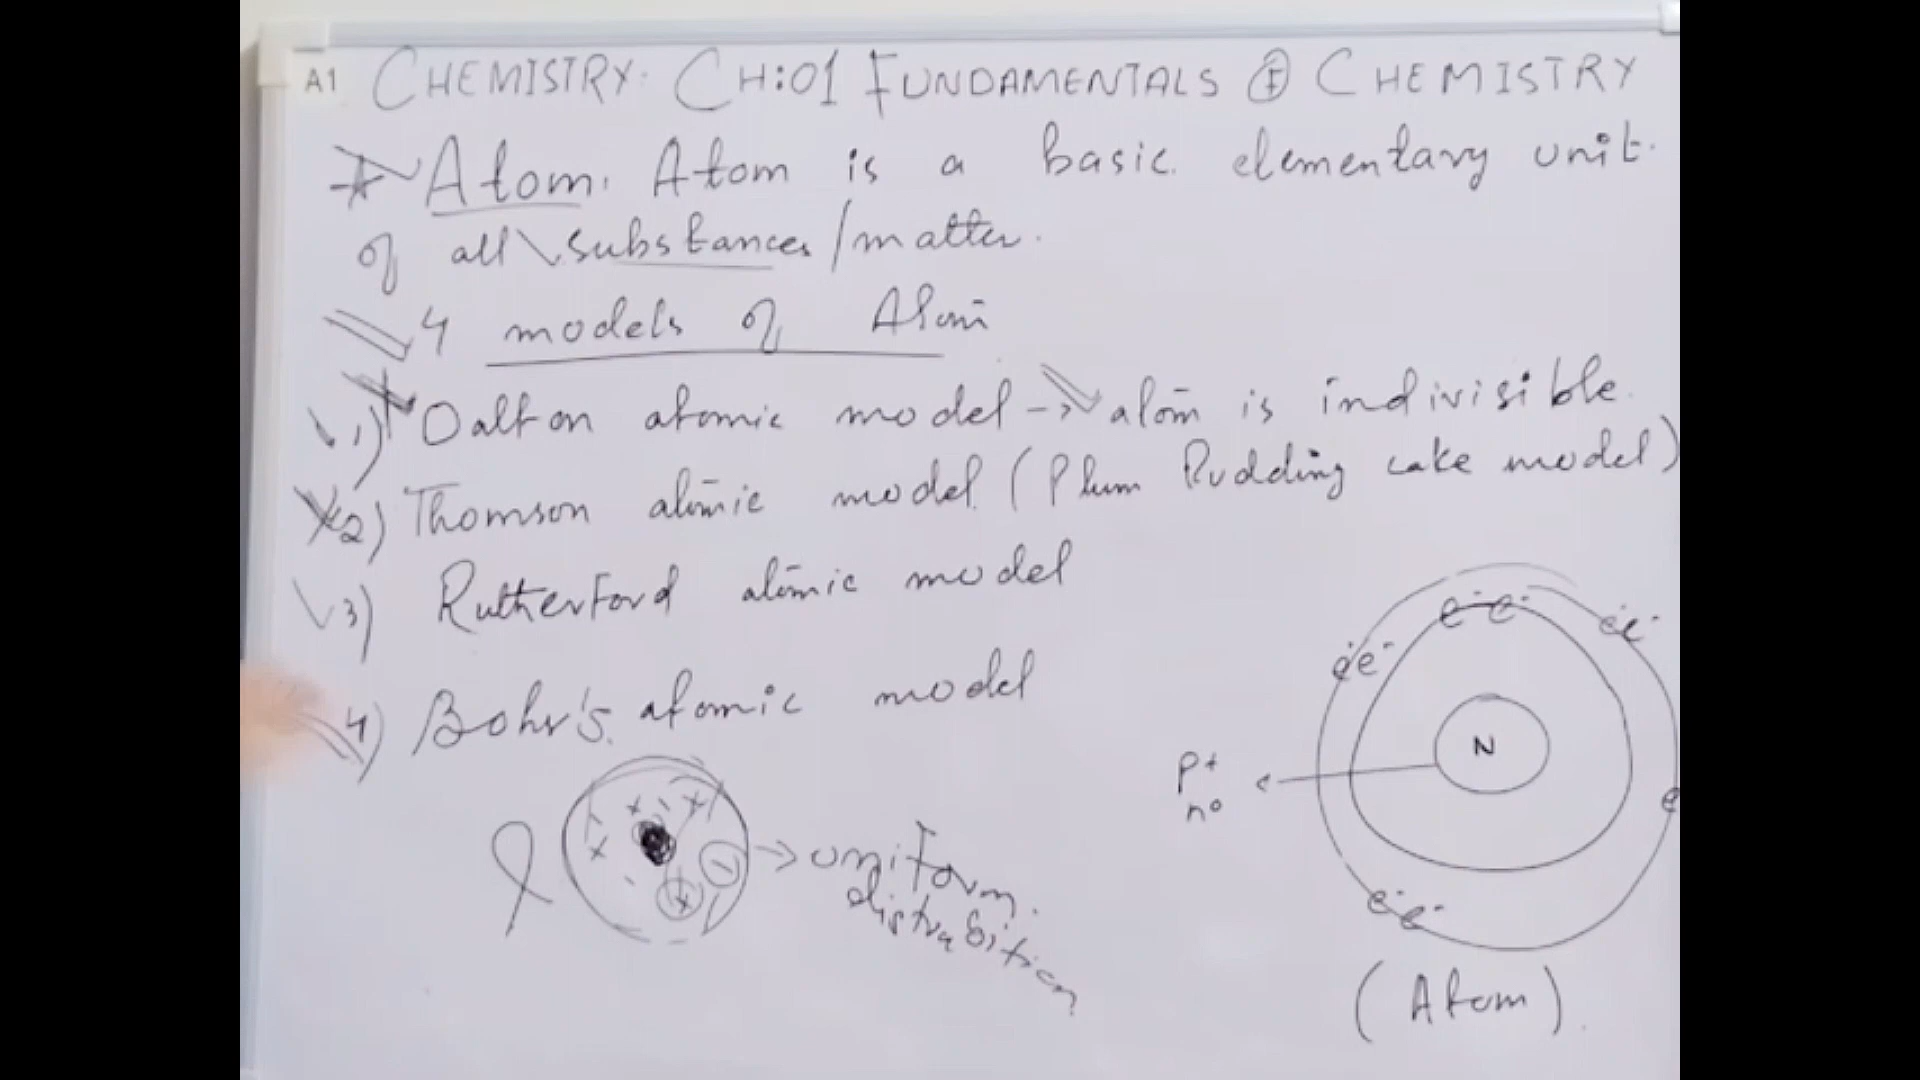 A1 CHEMISTRY: CH:01 FUNDAMENTALS OF CHEMISTRY
Atom. Atom is a basic elementary unit.
of all substances/matter.
4 models of Atom
1) Dalton atomic model → atom is indivisible.
2) Thomson atomic model (Plum Pudding cake model)
3) Rutherford atomic model
4) Bohr's atomic model
e⁻ e⁻
e⁻ e⁻
e⁻ e⁻
N
P+
n°
e
→ uniform
distrabition
e⁻ e⁻
(Atom)